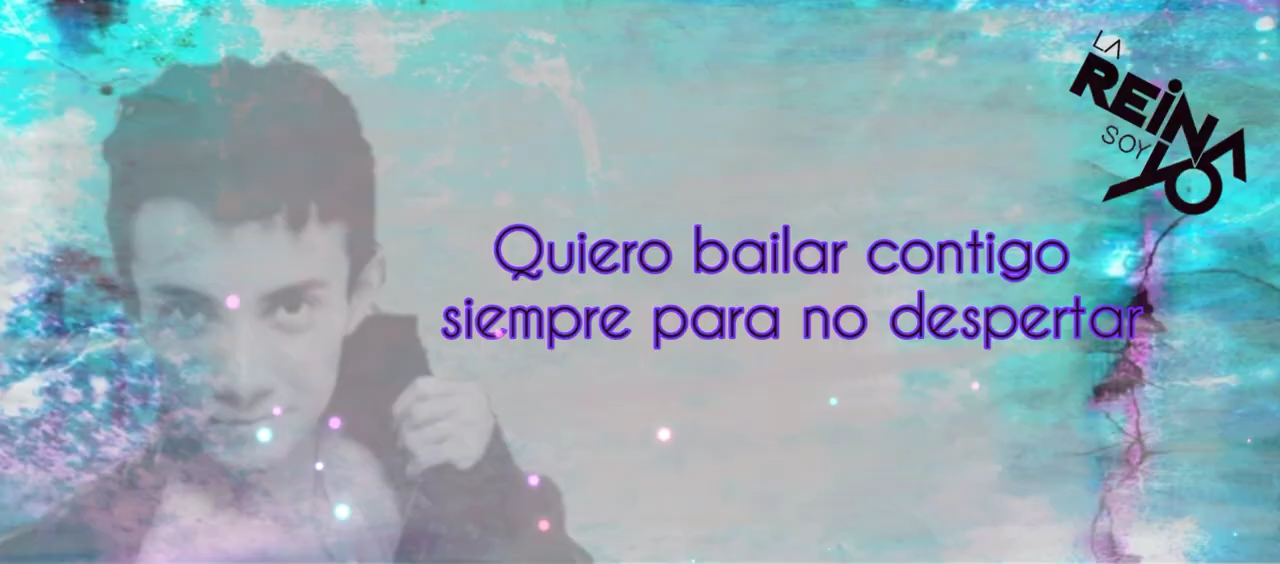 LA
REINA
SOY
YO
Quiero bailar contigo
siempre para no despertar